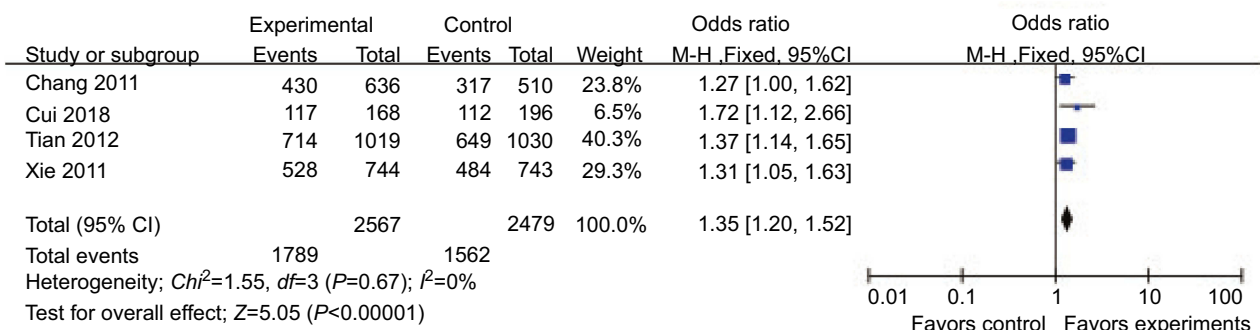 Experimental Control Odds ratio Odds ratio
Study or subgroup Events Total Events Total Weight M-H ,Fixed, 95%CI M-H ,Fixed, 95%CI
Chang 2011 430 636 317 510 23.8% 1.27 [1.00, 1.62]
Cui 2018 117 168 112 196 6.5% 1.72 [1.12, 2.66]
Tian 2012 714 1019 649 1030 40.3% 1.37 [1.14, 1.65]
Xie 2011 528 744 484 743 29.3% 1.31 [1.05, 1.63]
Total (95% CI) 2567 2479 100.0% 1.35 [1.20, 1.52]
Total events 1789 1562
Heterogeneity; Chi²=1.55, df=3 (P=0.67); I²=0%
Test for overall effect; Z=5.05 (P<0.00001)
0.01 0.1 1 10 100
Favors control Favors experiments